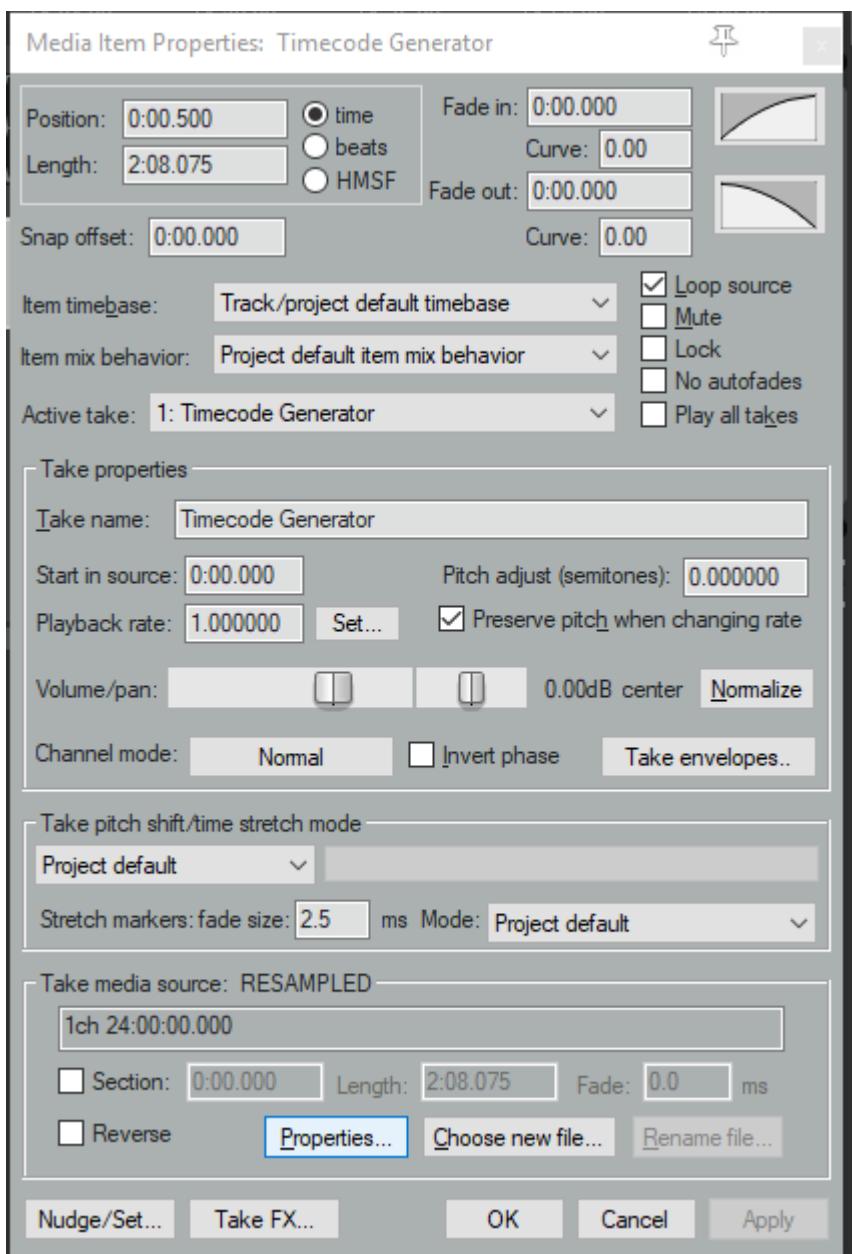 Media Item Properties: Timecode Generator
x
Position: 0:00.500
Length: 2:08.075
time
beats
HMSF
Fade in: 0:00.000
Curve: 0.00
Fade out: 0:00.000
Curve: 0.00
Snap offset: 0:00.000
Item timebase: Track/project default timebase
Item mix behavior: Project default item mix behavior
Active take: 1: Timecode Generator
Loop source
Mute
Lock
No autofades
Play all takes
Take properties
Take name: Timecode Generator
Start in source: 0:00.000 Pitch adjust (semitones): 0.000000
Playback rate: 1.000000 Set... Preserve pitch when changing rate
Volume/pan: 0.00dB center Normalize
Channel mode: Normal Invert phase Take envelopes..
Take pitch shift/time stretch mode
Project default
Stretch markers: fade size: 2.5 ms Mode: Project default
Take media source: RESAMPLED
1ch 24:00:00.000
Section: 0:00.000 Length: 2:08.075 Fade: 0.0 ms
Reverse Properties... Choose new file... Rename file...
Nudge/Set... Take FX... OK Cancel Apply